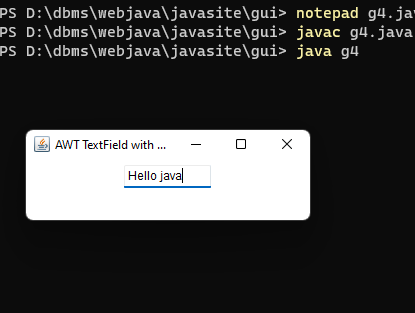 PS D:\dbms\webjava\javasite\gui> notepad g4.jav
PS D:\dbms\webjava\javasite\gui> javac g4.java
PS D:\dbms\webjava\javasite\gui> java g4
AWT TextField with ...
Hello java